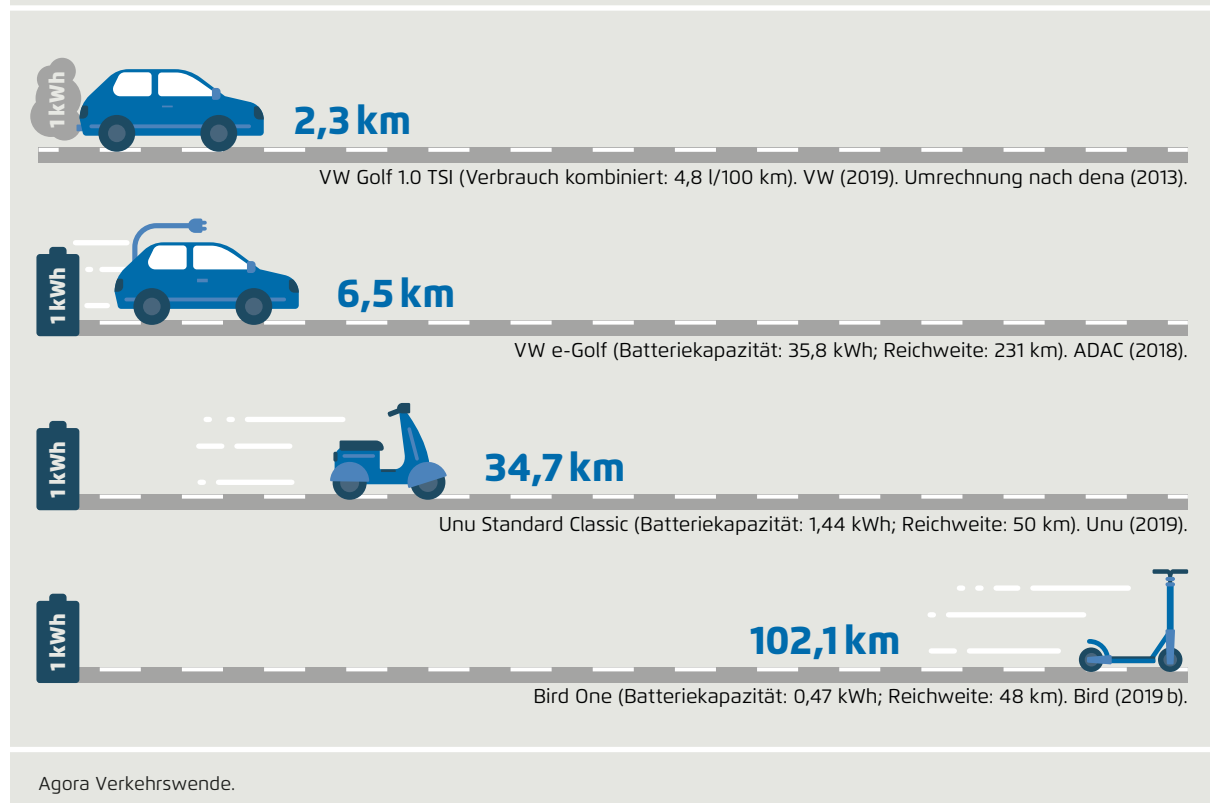 1 kWh
2,3 km
VW Golf 1.0 TSI (Verbrauch kombiniert: 4,8 l/100 km). VW (2019). Umrechnung nach dena (2013).
1 kWh
6,5 km
VW e-Golf (Batteriekapazität: 35,8 kWh; Reichweite: 231 km). ADAC (2018).
1 kWh
34,7 km
Unu Standard Classic (Batteriekapazität: 1,44 kWh; Reichweite: 50 km). Unu (2019).
1 kWh
102,1 km
Bird One (Batteriekapazität: 0,47 kWh; Reichweite: 48 km). Bird (2019 b).
Agora Verkehrswende.